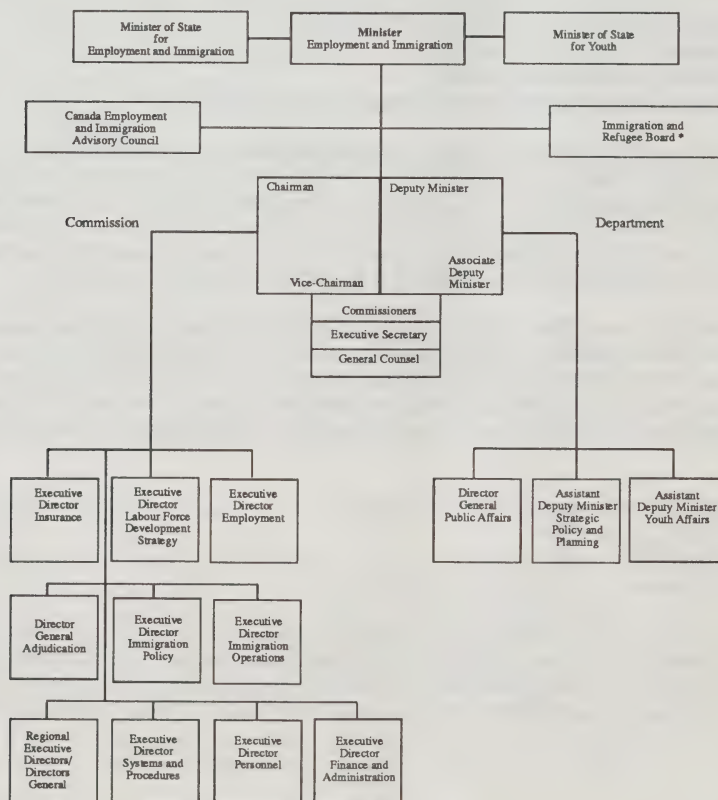 Minister of State
for
Employment and Immigration
Minister
Employment and Immigration
Minister of State
for Youth
Canada Employment
and Immigration
Advisory Council
Immigration and
Refugee Board *
Commission
Chairman
Vice-Chairman
Deputy Minister
Associate
Deputy
Minister
Department
Commissioners
Executive Secretary
General Counsel
Executive
Director
Insurance
Executive
Director
Labour Force
Development
Strategy
Executive
Director
Employment
Director
General
Public Affairs
Assistant
Deputy Minister
Strategic
Policy and
Planning
Assistant
Deputy Minister
Youth Affairs
Director
General
Adjudication
Executive
Director
Immigration
Policy
Executive
Director
Immigration
Operations
Regional
Executive
Directors/
Directors
General
Executive
Director
Systems and
Procedures
Executive
Director
Personnel
Executive
Director
Finance and
Administration